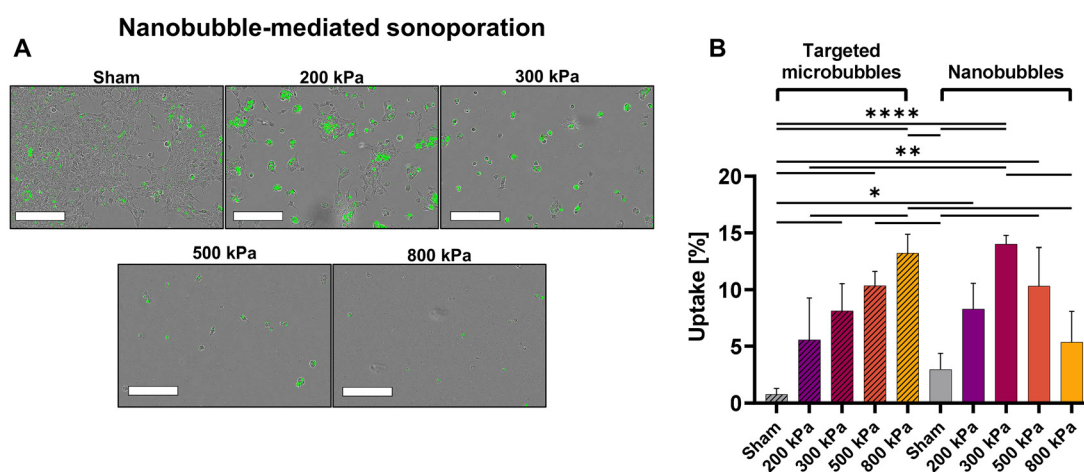 Nanobubble-mediated sonoporation
A
Sham
200 kPa
300 kPa
500 kPa
800 kPa
B
Targeted
microbubbles
Nanobubbles
****
**
*
Uptake [%]
20
15
10
5
0
Sham
200 kPa
300 kPa
500 kPa
800 kPa
Sham
200 kPa
300 kPa
500 kPa
800 kPa